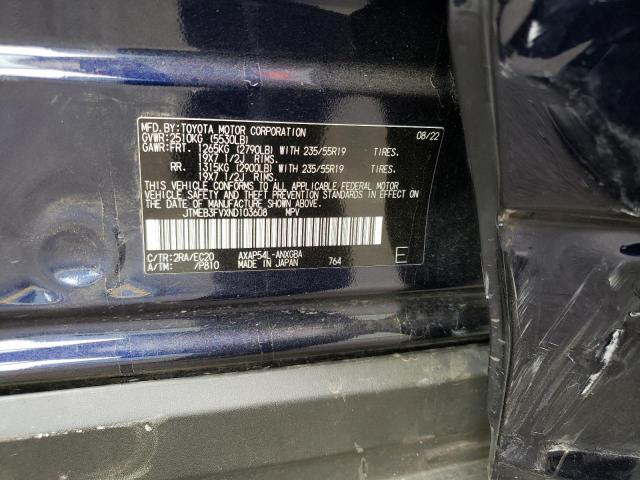 MFD.BY:TOYOTA MOTOR CORPORATION 08/22
GVWR:2510KG (5530LB)
GAWR:FRT. 1265KG (2790LB) WITH 235/55R19 TIRES.
19X7 1/2J RIMS.
RR. 1315KG (2900LB) WITH 235/55R19 TIRES.
19X7 1/2J RIMS.
THIS VEHICLE CONFORMS TO ALL APPLICABLE FEDERAL MOTOR
VEHICLE SAFETY AND THEFT PREVENTION STANDARDS IN EFFECT ON
THE DATE OF MANUFACTURE SHOWN ABOVE.
JTMEB3FVXND103608 MPV
C/TR:2RA/EC20 AXAP54L-ANXGBA
A/TM: /P810 MADE IN JAPAN 764 E